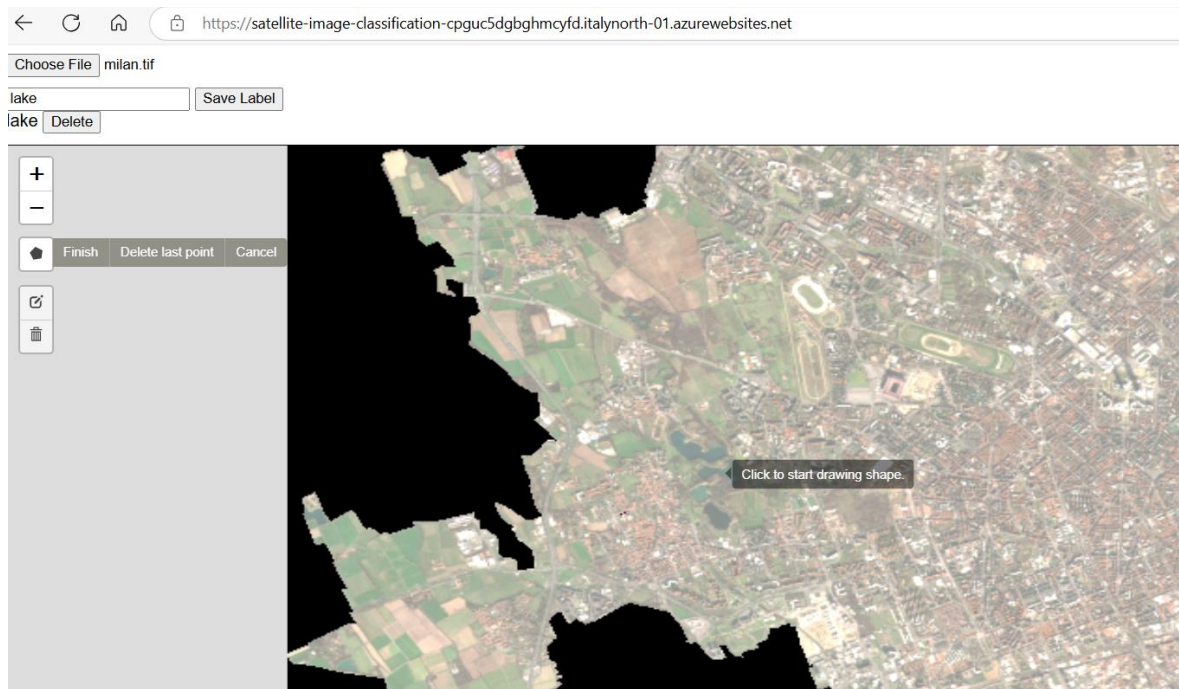 https://satellite-image-classification-cpguc5dgbghmcyfd.italynorth-01.azurewebsites.net
Choose File milan.tif
lake Save Label
lake Delete
+
−
Finish Delete last point Cancel
Click to start drawing shape.